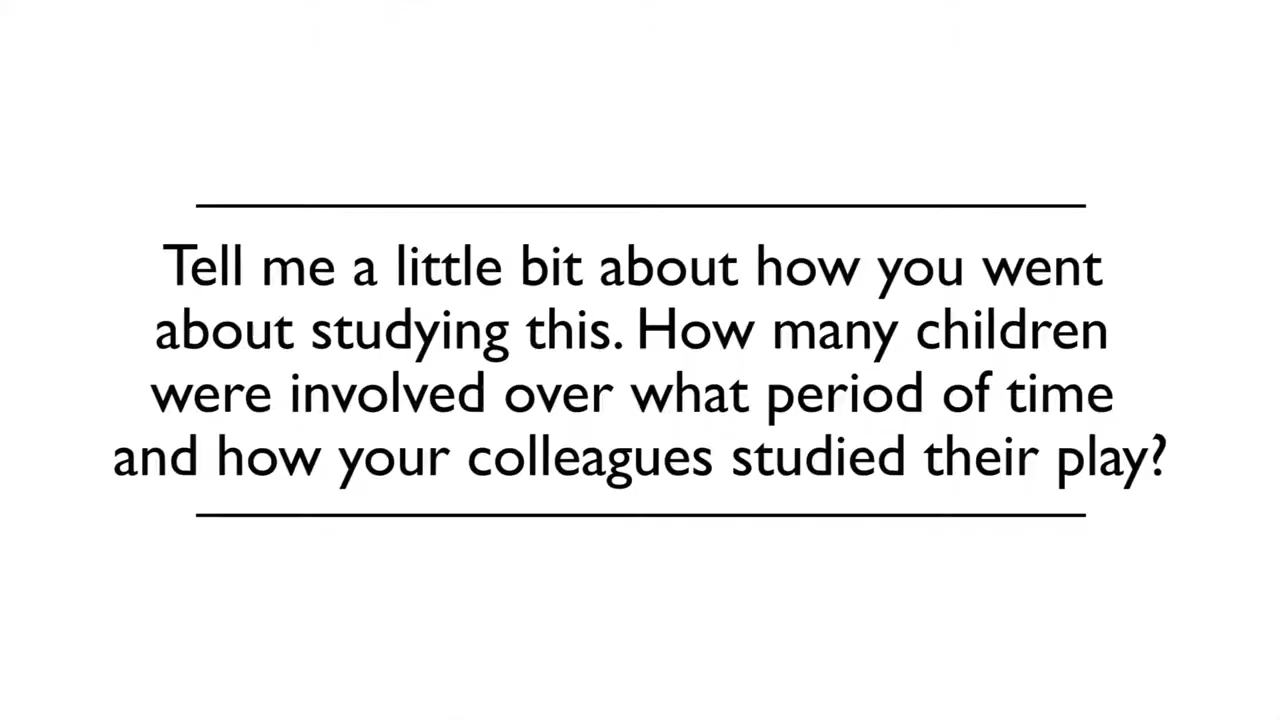 Tell me a little bit about how you went
about studying this. How many children
were involved over what period of time
and how your colleagues studied their play?